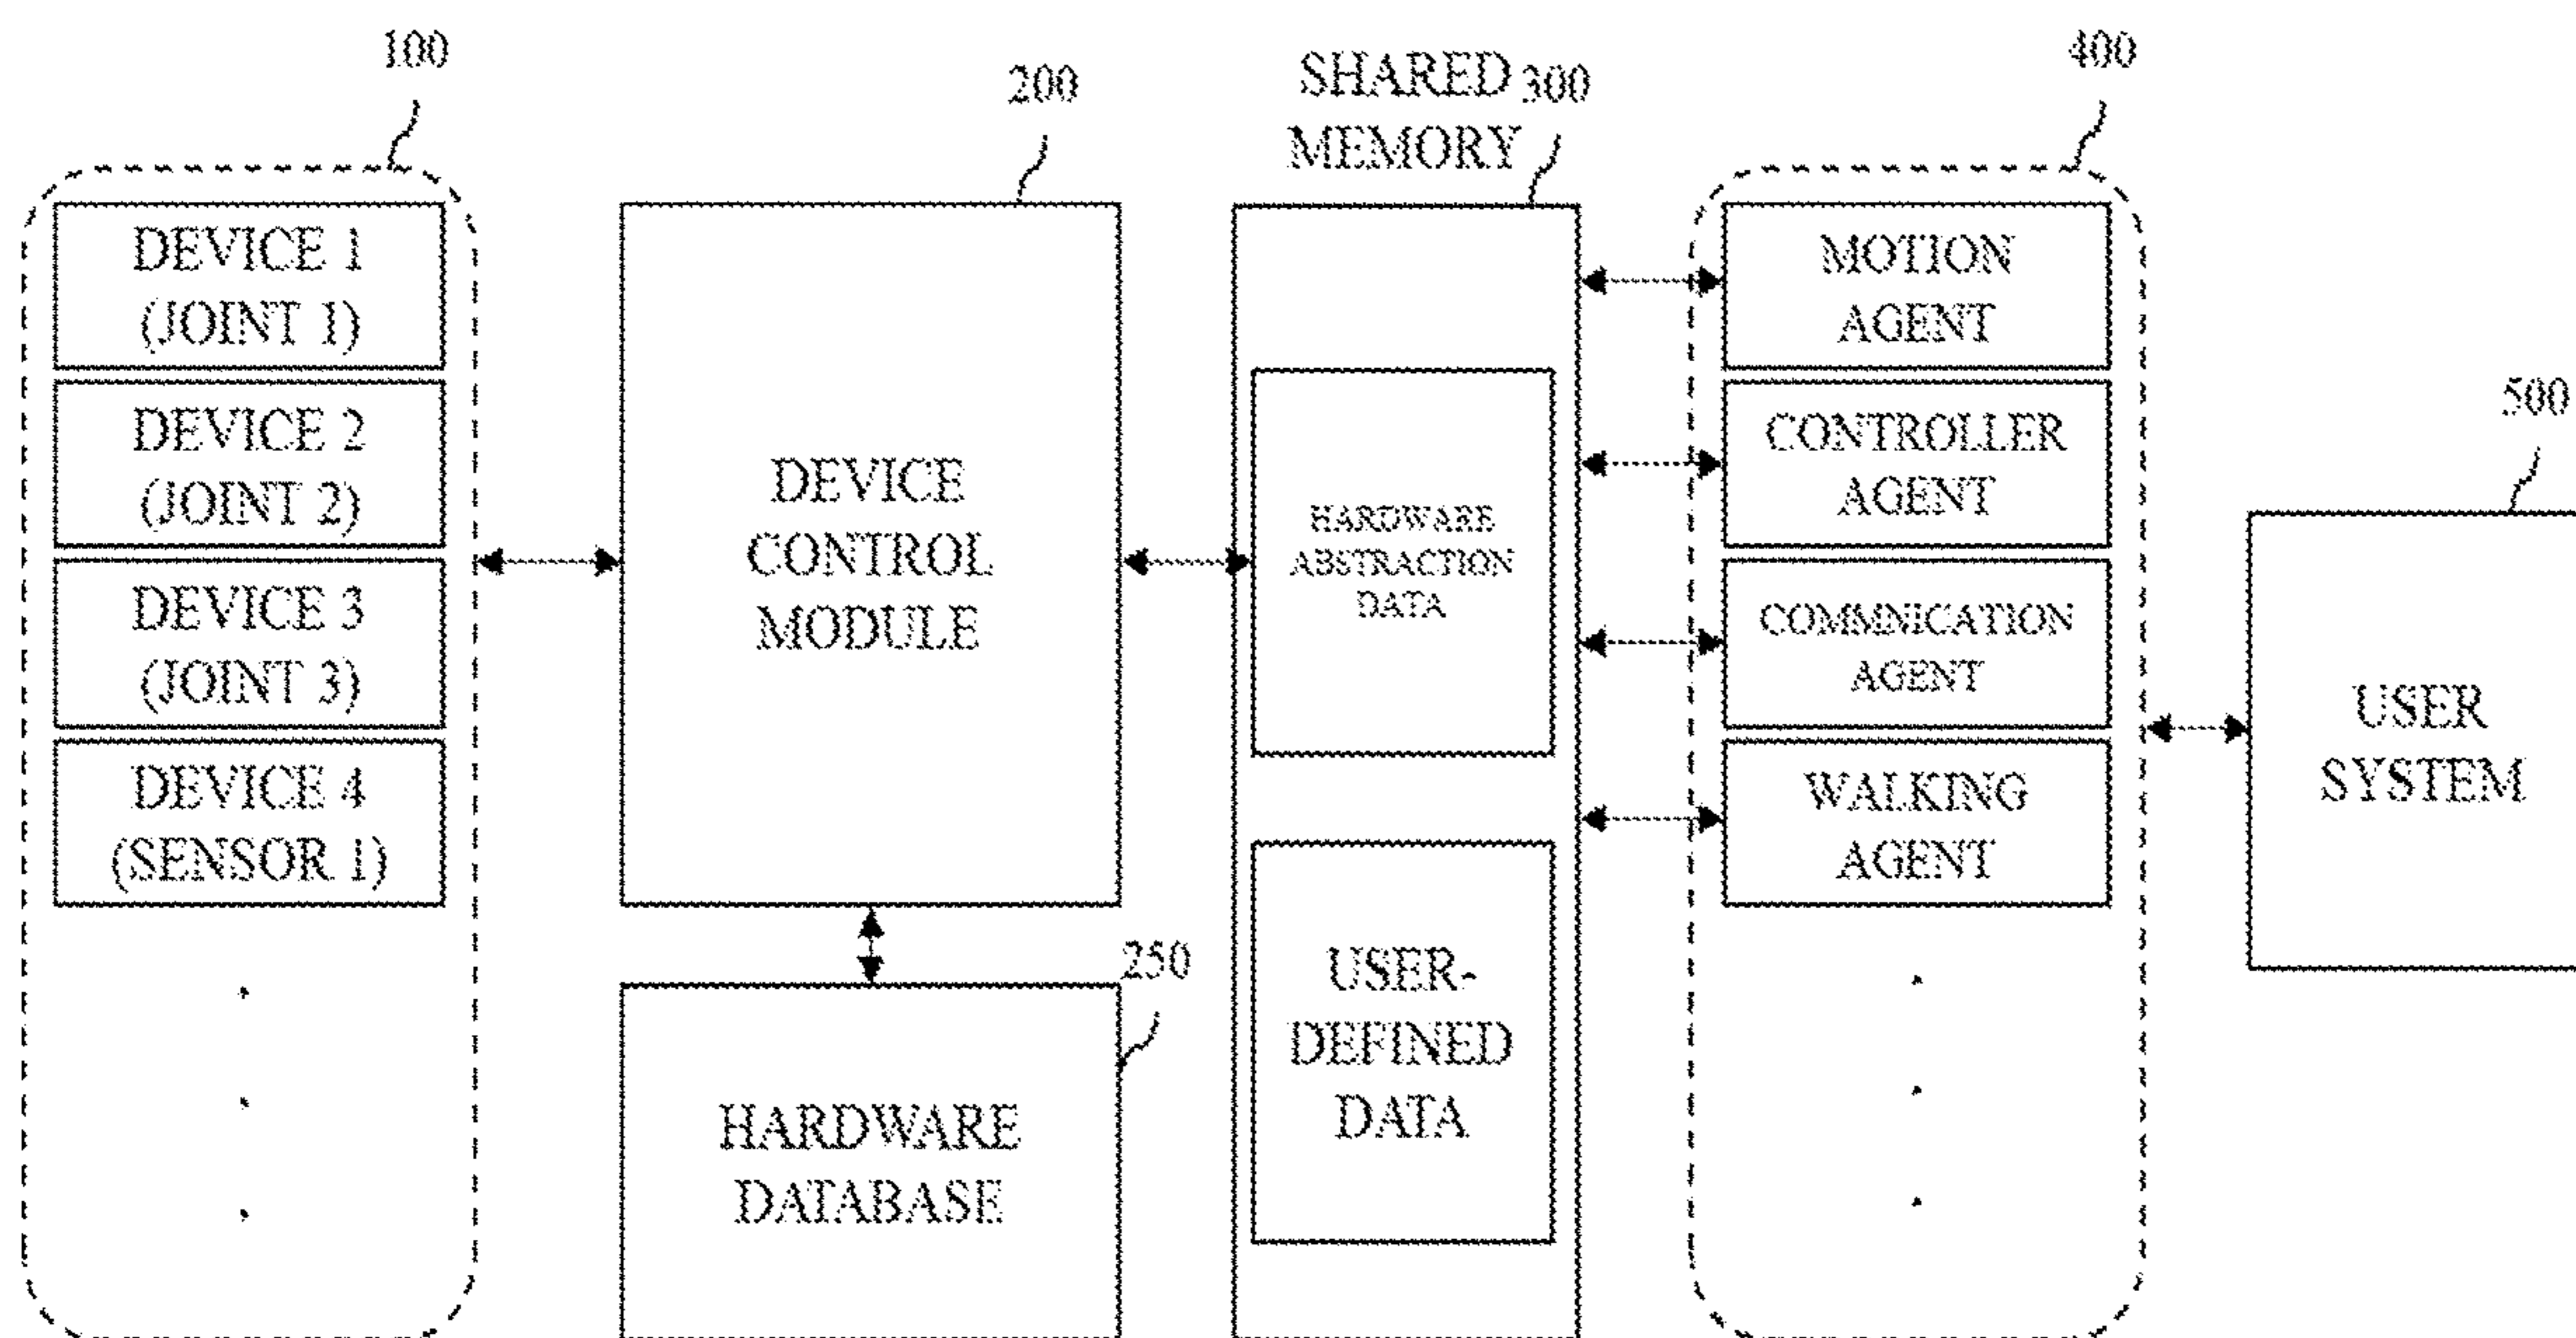 100
DEVICE 1
(JOINT 1)
DEVICE 2
(JOINT 2)
DEVICE 3
(JOINT 3)
DEVICE 4
(SENSOR 1)
200
DEVICE
CONTROL
MODULE
250
HARDWARE
DATABASE
SHARED
MEMORY
300
HARDWARE
ABSTRACTION
DATA
USER-
DEFINED
DATA
400
MOTION
AGENT
CONTROLLER
AGENT
COMMNICATION
AGENT
WALKING
AGENT
500
USER
SYSTEM